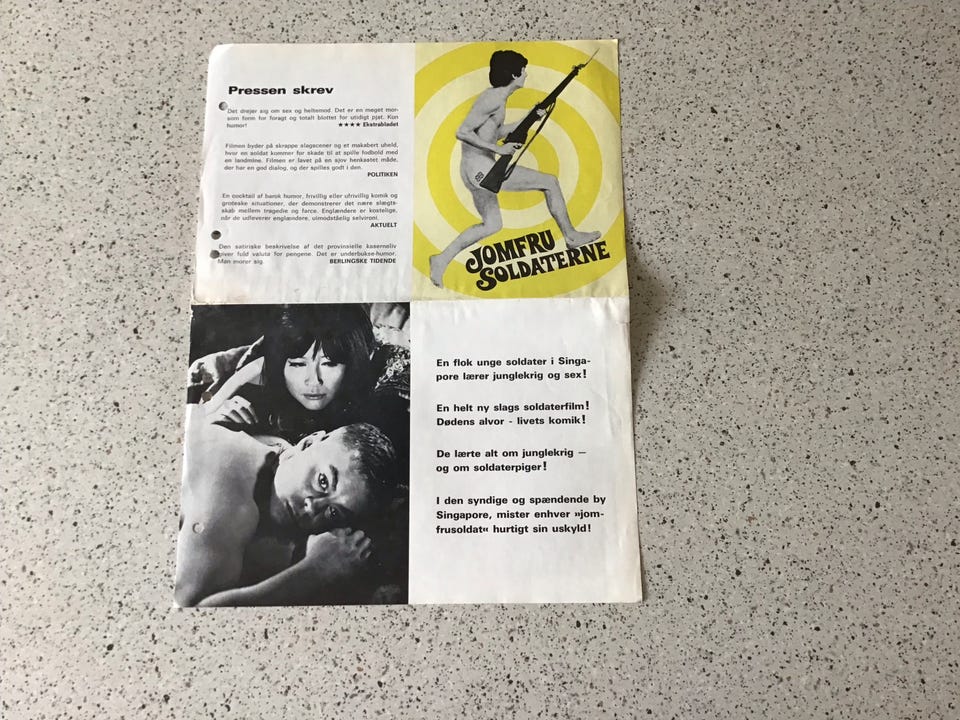 Pressen skrev
Det drejer sig om sex og heltemod. Det er en meget mor-
som form for foragt og totalt blottet for utidigt pjat. Kun
humor! ★★★★ Ekstrabladet
Filmen byder på skrappe slagscener og et makabert uheld,
hvor en soldat kommer for skade til at spille fodbold med
en landmine. Filmen er lavet på en sjov henkastet måde,
der har en god dialog, og der spilles godt i den.
POLITIKEN
En cocktail af barok humor, frivillig eller ufrivillig komik og
groteske situationer, der demonstrerer det nære slægt-
skab mellem tragedie og farce. Englændere er kostelige,
når de udleverer englændere, uimodståelig selvironi.
AKTUELT
Den satiriske beskrivelse af det provinsielle kaserneliv
giver fuld valuta for pengene. Det er underbukse-humor.
Man morer sig. BERLINGSKE TIDENDE
JOMFRU
SOLDATERNE
En flok unge soldater i Singa-
pore lærer junglekrig og sex!
En helt ny slags soldaterfilm!
Dødens alvor - livets komik!
De lærte alt om junglekrig —
og om soldaterpiger!
I den syndige og spændende by
Singapore, mister enhver »jom-
frusoldat« hurtigt sin uskyld!